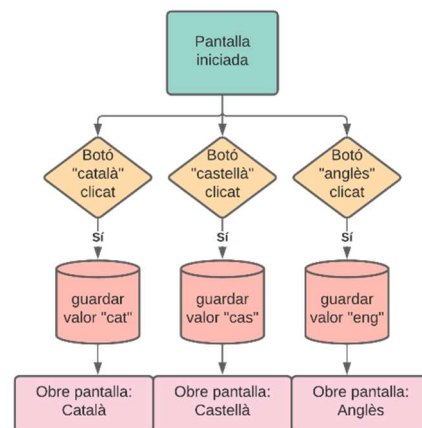 Pantalla
iniciada
Botó
"català"
clicat
Botó
"castellà"
clicat
Botó
"anglès"
clicat
Sí
Sí
Sí
guardar
valor "cat"
guardar
valor "cas"
guardar
valor "eng"
Obre pantalla:
Català
Obre pantalla:
Castellà
Obre pantalla:
Anglès